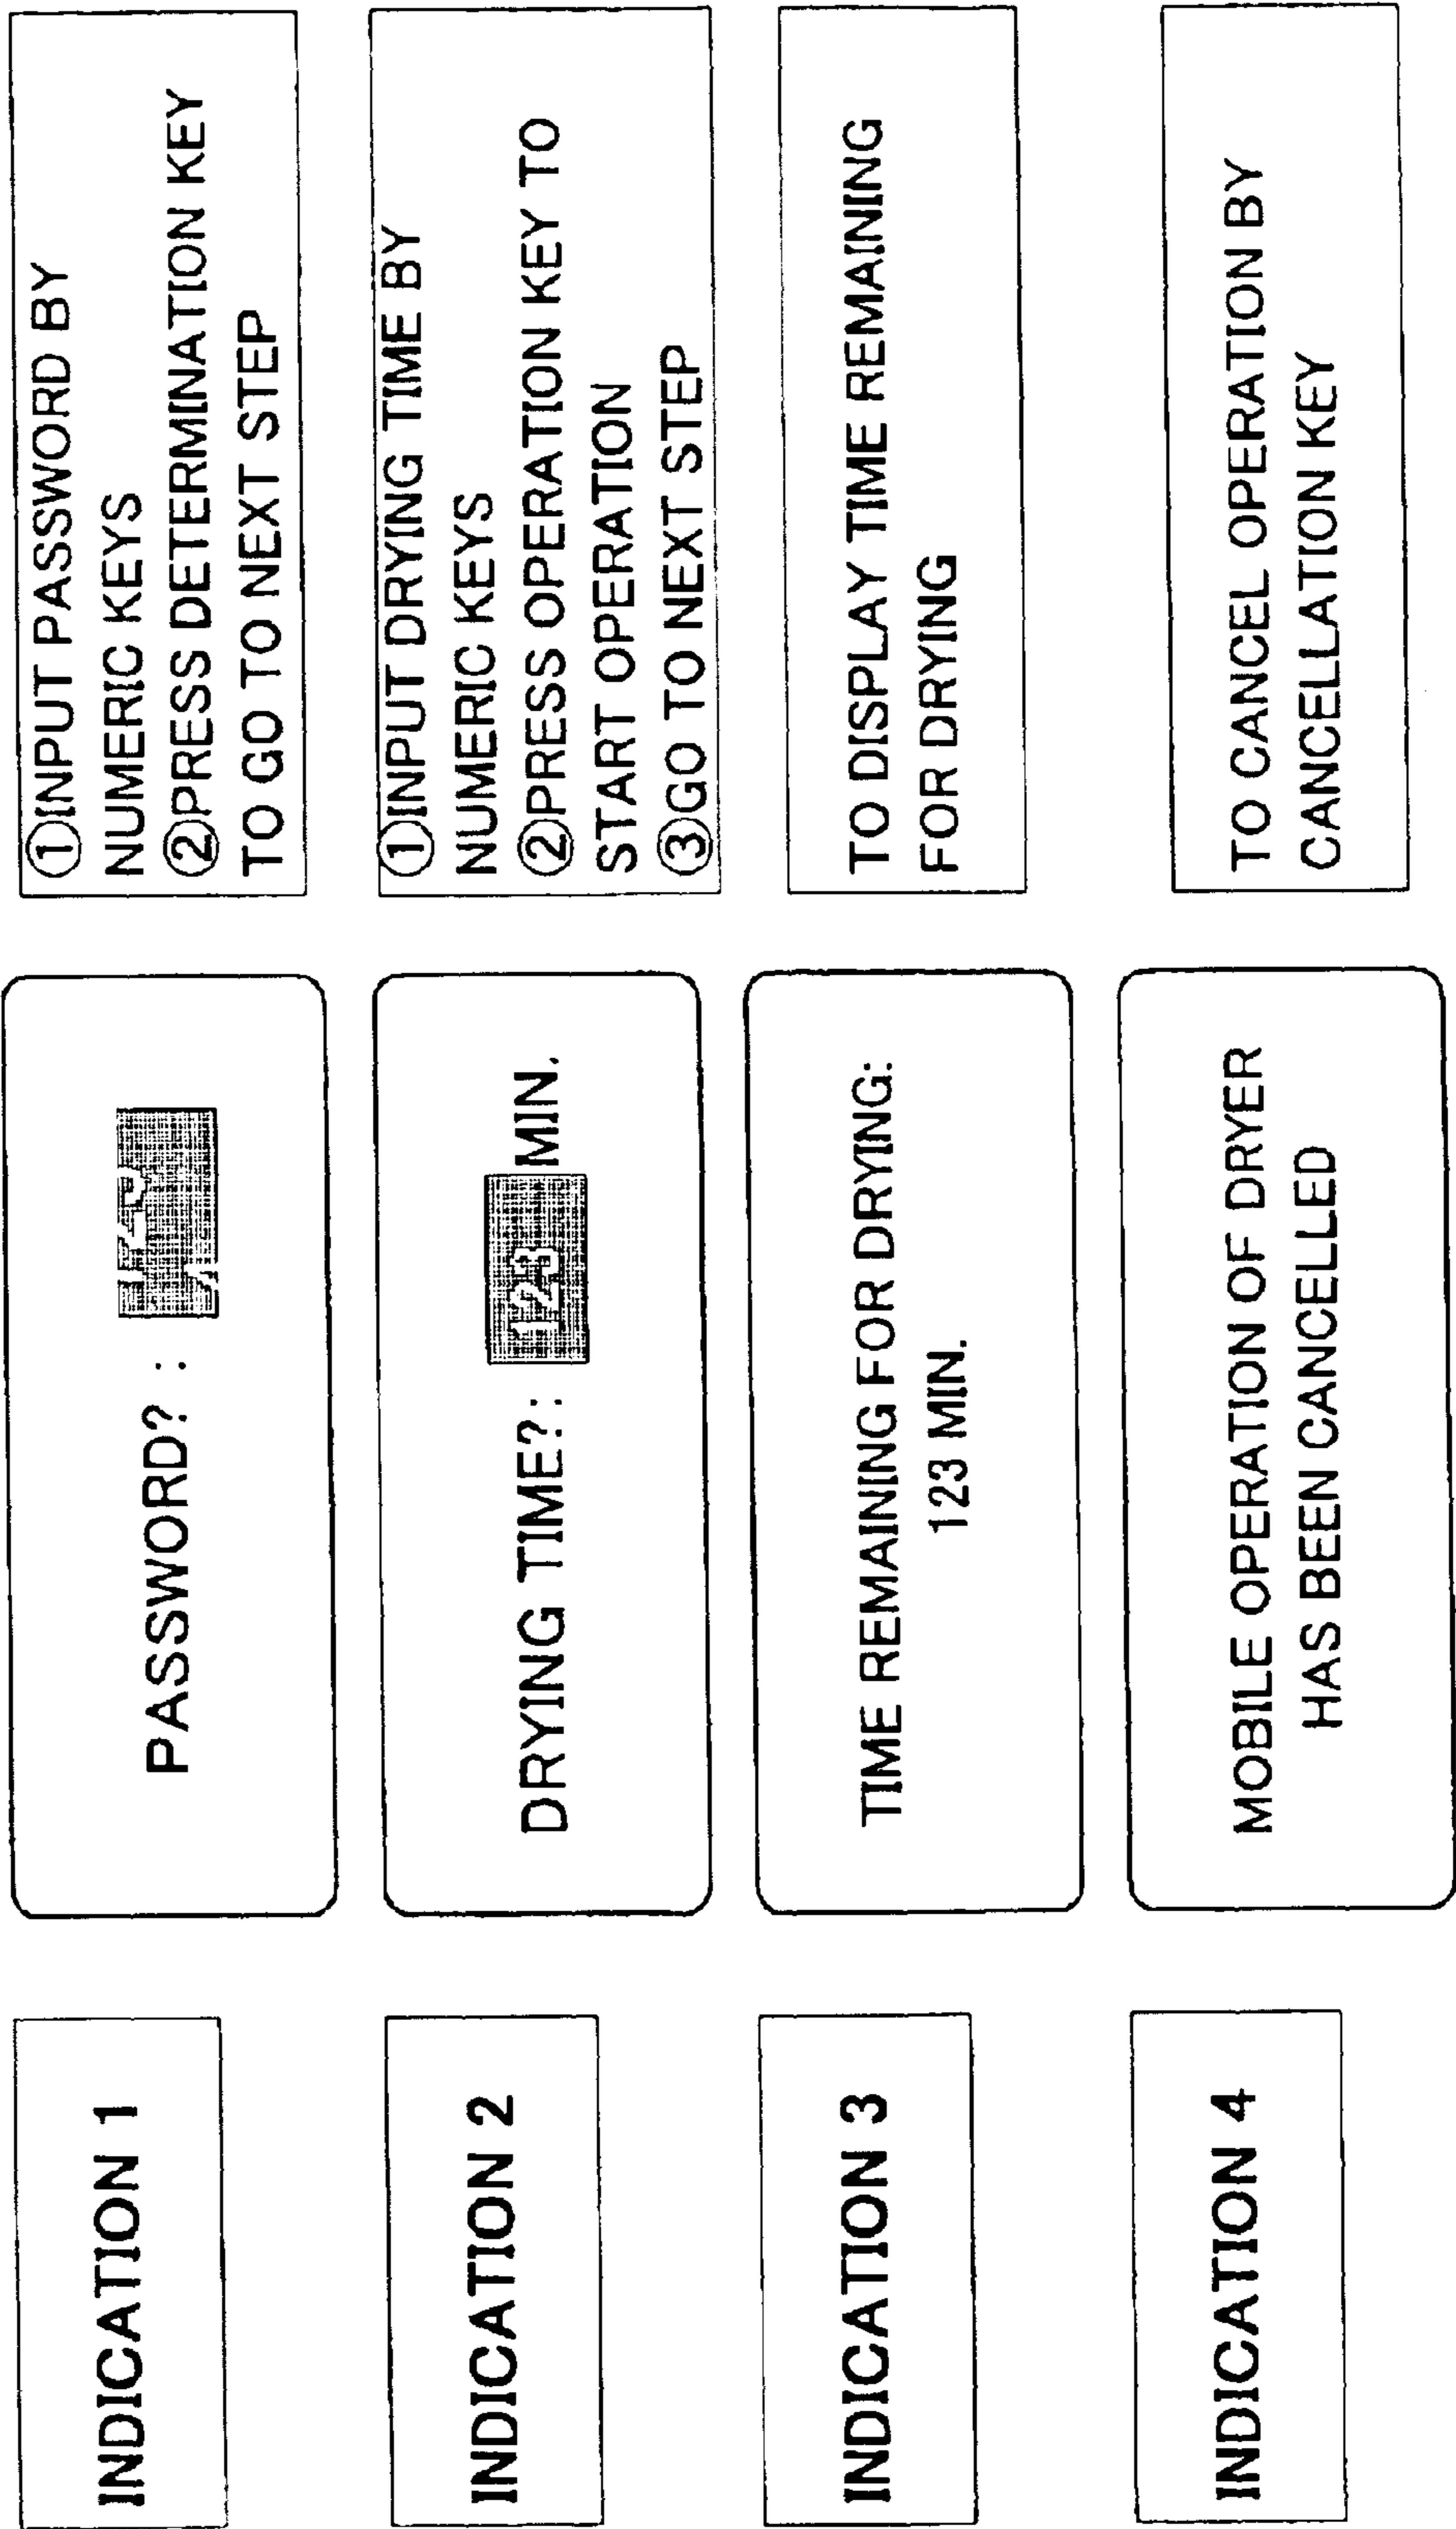 INDICATION 1
PASSWORD? :
①INPUT PASSWORD BY
NUMERIC KEYS
②PRESS DETERMINATION KEY
TO GO TO NEXT STEP
INDICATION 2
DRYING TIME?: 123 MIN.
①INPUT DRYING TIME BY
NUMERIC KEYS
②PRESS OPERATION KEY TO
START OPERATION
③GO TO NEXT STEP
INDICATION 3
TIME REMAINING FOR DRYING:
123 MIN.
TO DISPLAY TIME REMAINING
FOR DRYING
INDICATION 4
MOBILE OPERATION OF DRYER
HAS BEEN CANCELLED
TO CANCEL OPERATION BY
CANCELLATION KEY